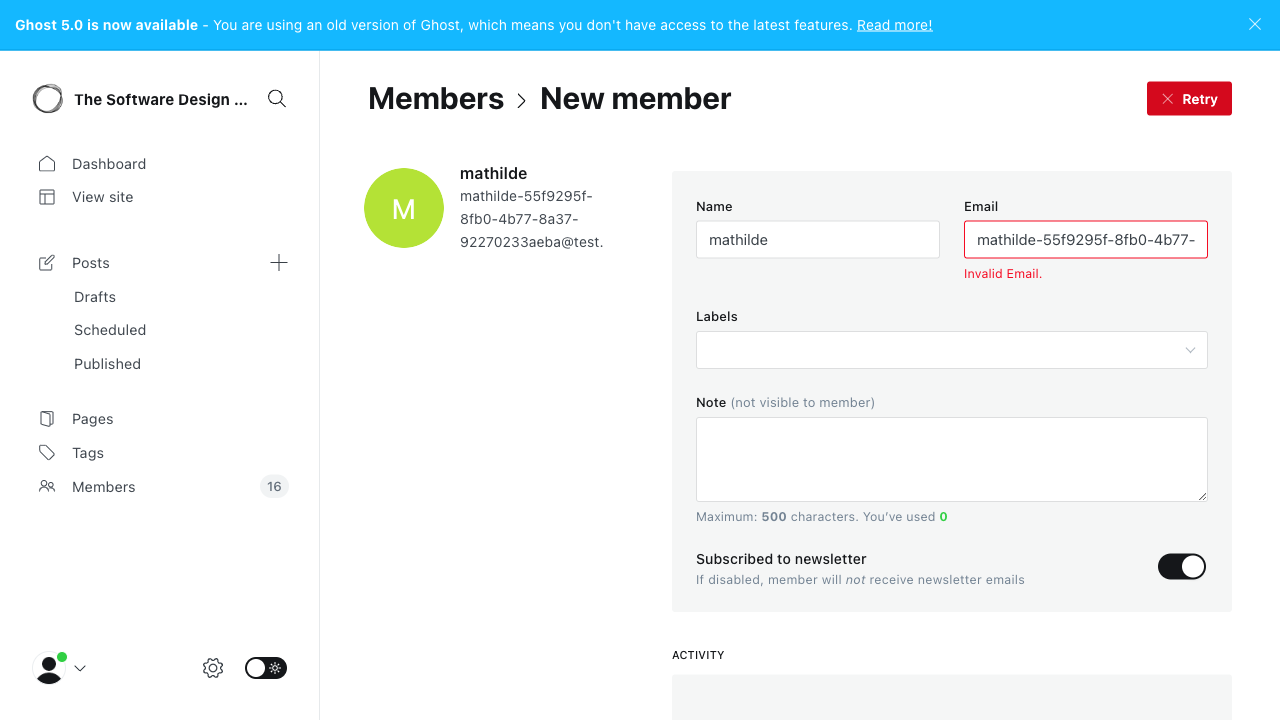 Ghost 5.0 is now available - You are using an old version of Ghost, which means you don't have access to the latest features. Read more!
The Software Design ...
Dashboard
View site
Posts
Drafts
Scheduled
Published
Pages
Tags
Members 16
Members > New member
Retry
M
mathilde
mathilde-55f9295f-
8fb0-4b77-8a37-
92270233aeba@test.
Name
mathilde
Email
mathilde-55f9295f-8fb0-4b77-
Invalid Email.
Labels
Note (not visible to member)
Maximum: 500 characters. You've used 0
Subscribed to newsletter
If disabled, member will not receive newsletter emails
ACTIVITY